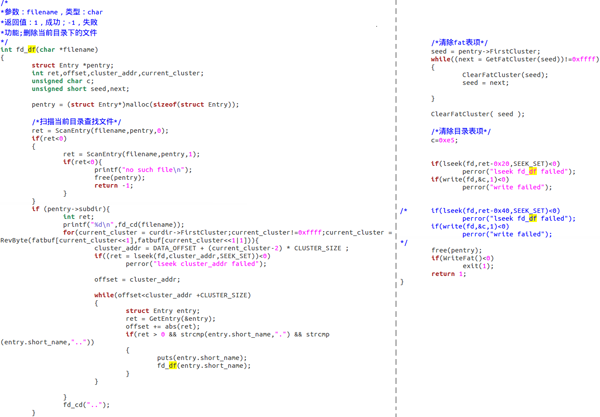 /*
*参数：filename，类型：char
*返回值：1，成功；-1，失败
*功能;删除当前目录下的文件
*/
int fd_df(char *filename)
{
struct Entry *pentry;
int ret,offset,cluster_addr,current_cluster;
unsigned char c;
unsigned short seed,next;
pentry = (struct Entry*)malloc(sizeof(struct Entry));
/*扫描当前目录查找文件*/
ret = ScanEntry(filename,pentry,0);
if(ret<0)
{
ret = ScanEntry(filename,pentry,1);
if(ret<0){
printf("no such file\n");
free(pentry);
return -1;
}
}
if (pentry->subdir){
int ret;
printf("%d\n",fd_cd(filename));
for(current_cluster = curdir->FirstCluster;current_cluster!=0xffff;current_cluster =
RevByte(fatbuf[current_cluster<<1],fatbuf[current_cluster<<1|1])){
cluster_addr = DATA_OFFSET + (current_cluster-2) * CLUSTER_SIZE ;
if((ret = lseek(fd,cluster_addr,SEEK_SET))<0)
perror("lseek cluster_addr failed");
offset = cluster_addr;
while(offset<cluster_addr +CLUSTER_SIZE)
{
struct Entry entry;
ret = GetEntry(&entry);
offset += abs(ret);
if(ret > 0 && strcmp(entry.short_name,".") && strcmp
(entry.short_name,".."))
{
puts(entry.short_name);
fd_df(entry.short_name);
}
}
}
fd_cd("..");
}
/*清除fat表项*/
seed = pentry->FirstCluster;
while((next = GetFatCluster(seed))!=0xffff)
{
ClearFatCluster(seed);
seed = next;
}
ClearFatCluster( seed );
/*清除目录表项*/
c=0xe5;
if(lseek(fd,ret-0x20,SEEK_SET)<0)
perror("lseek fd_df failed");
if(write(fd,&c,1)<0)
perror("write failed");
/* if(lseek(fd,ret-0x40,SEEK_SET)<0)
perror("lseek fd_df failed");
if(write(fd,&c,1)<0)
perror("write failed");
*/
free(pentry);
if(WriteFat()<0)
exit(1);
return 1;
}